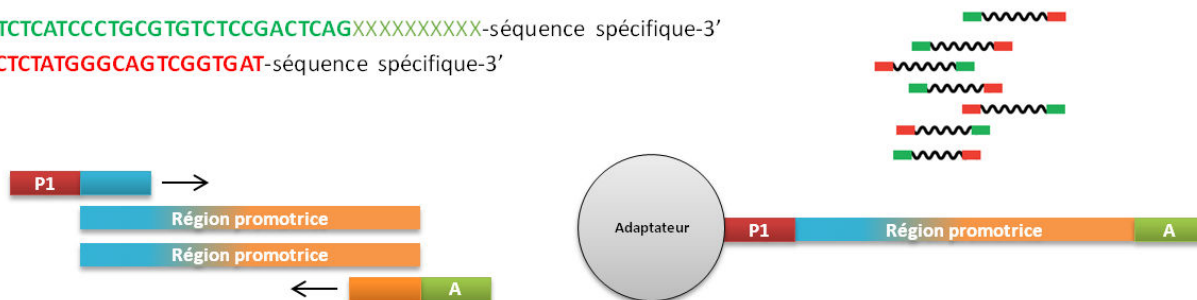 TCTCATCCCTGCGTGTCTCCGACTCAGXXXXXXXXXX-séquence spécifique-3’
CTCTATGGGCAGTCGGTGAT-séquence spécifique-3’
P1
Région promotrice
Région promotrice
A
Adaptateur
P1
Région promotrice
A